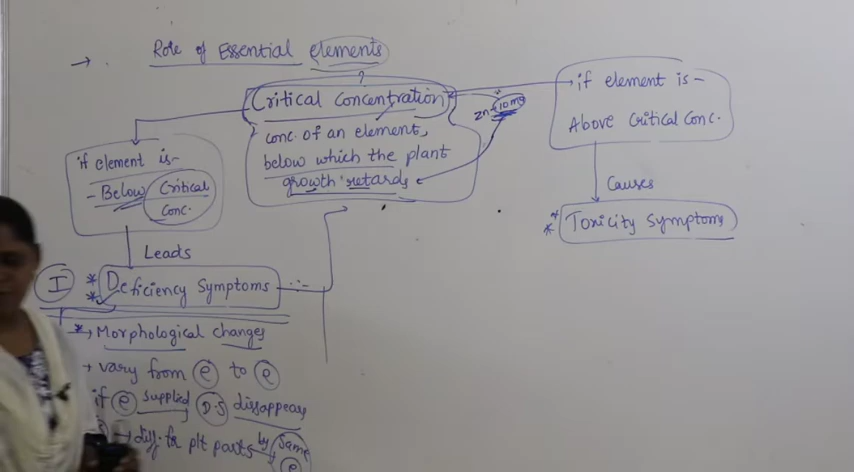 → Role of Essential elements
?
Critical Concentration
conc. of an element,
below which the plant
growth retards
Zn-10mg
if element is-
- Below Critical
Conc.
Leads
I ** Deficiency Symptoms
* Morphological changes
→ vary from e to e
if e supplied D.S disappears
→ diff. for plt parts by same
e
if element is -
Above Critical Conc.
Causes
** Toxicity Symptoms